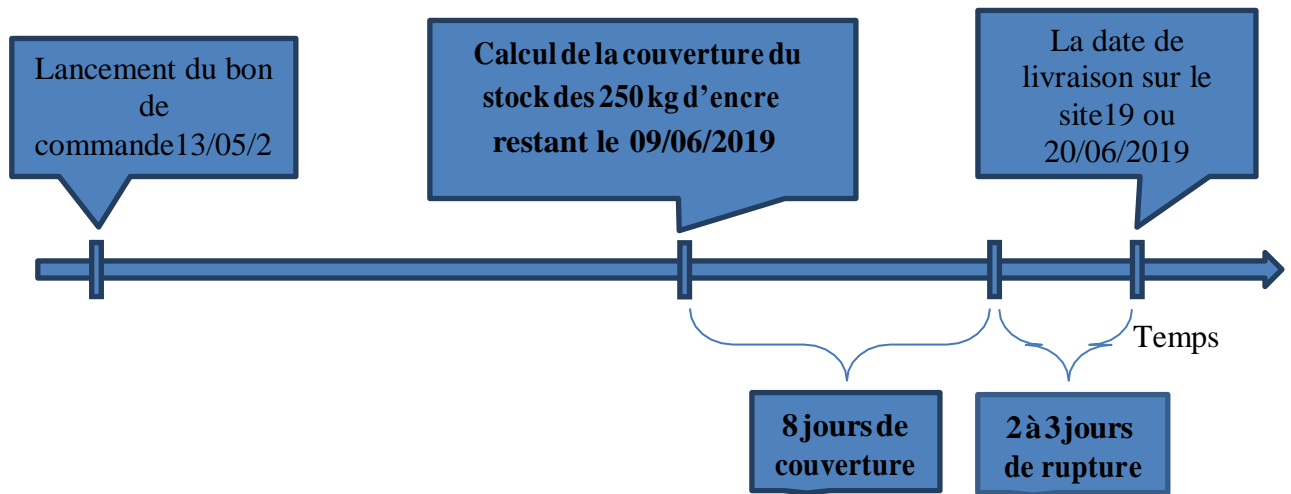 Lancement du bon
de
commande13/05/2
Calcul de la couverture du
stock des 250 kg d’encre
restant le 09/06/2019
La date de
livraison sur le
site19 ou
20/06/2019
Temps
8 jours de
couverture
2 à 3 jours
de rupture